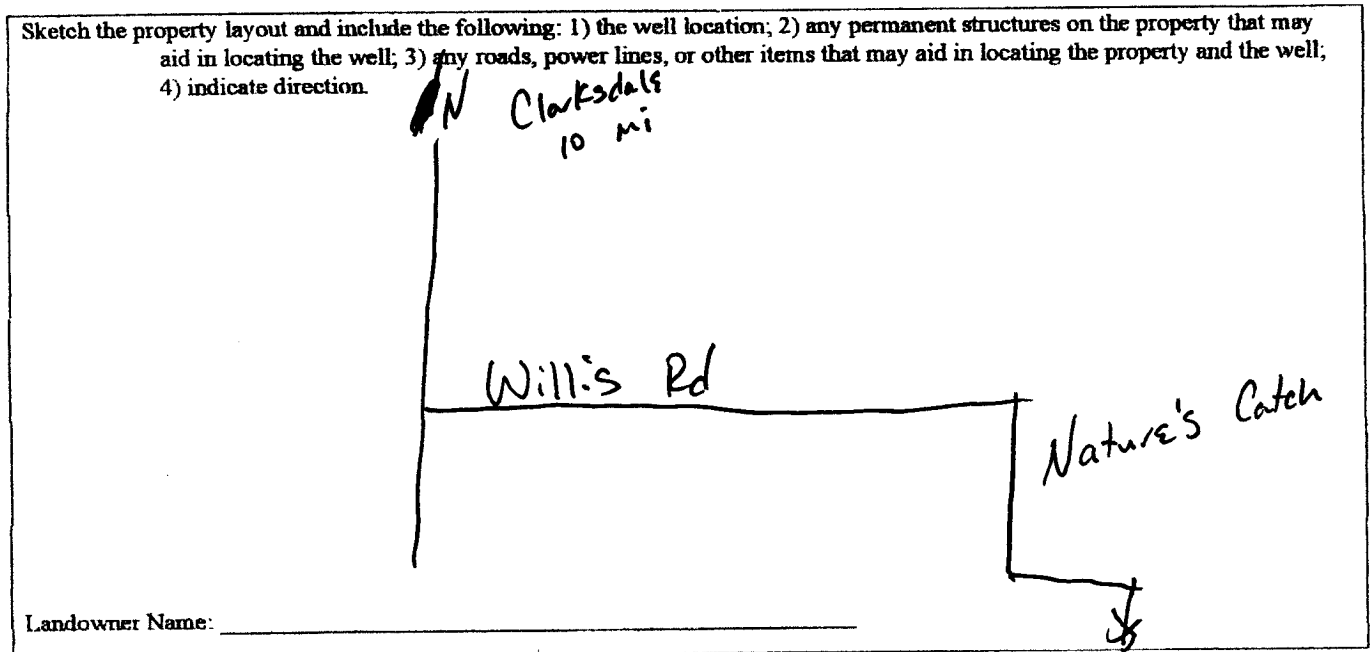 Sketch the property layout and include the following: 1) the well location; 2) any permanent structures on the property that may
aid in locating the well; 3) any roads, power lines, or other items that may aid in locating the property and the well;
4) indicate direction.
N
Clarksdale
10 mi
Willis Rd
Nature's Catch
Landowner Name: